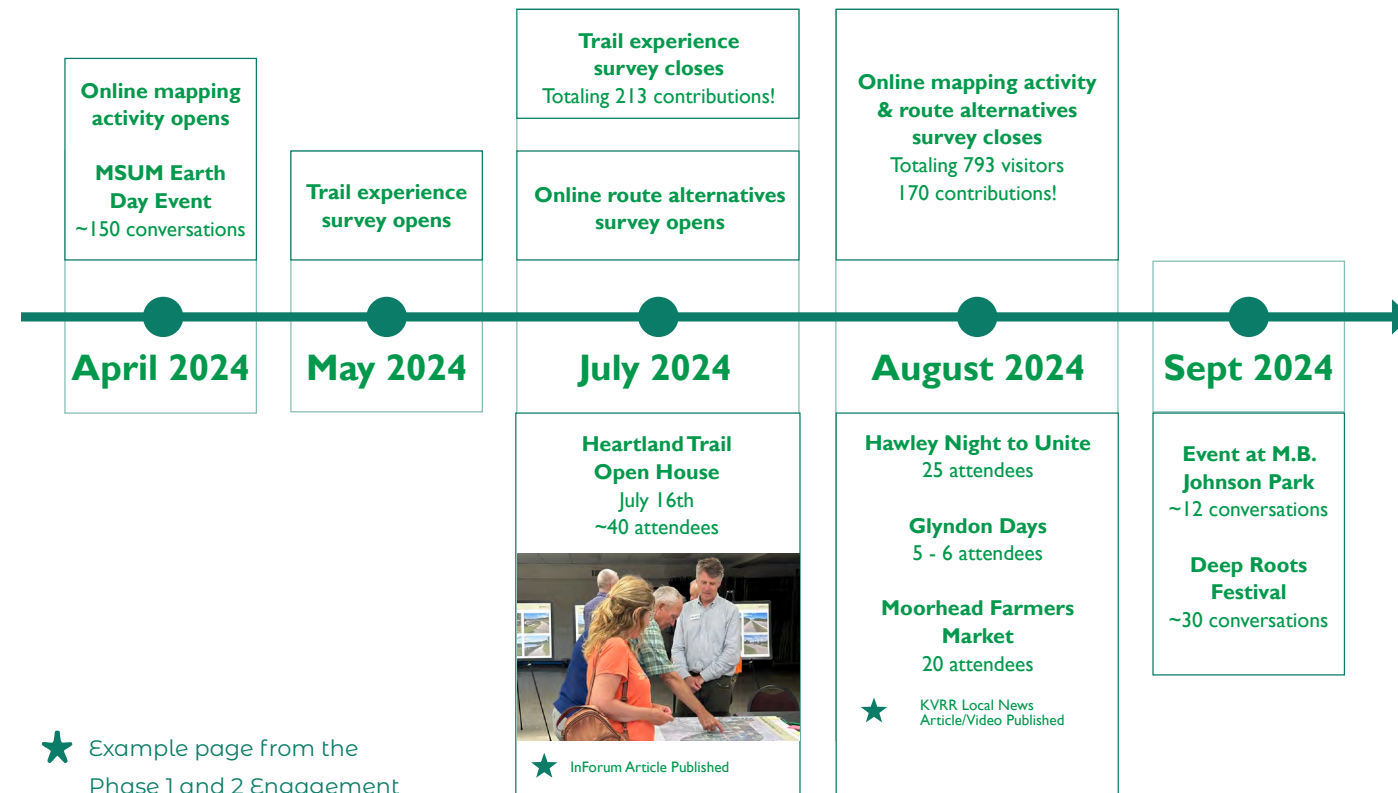 Online mapping
activity opens
MSUM Earth
Day Event
~150 conversations
Trail experience
survey opens
Trail experience
survey closes
Totaling 213 contributions!
Online route alternatives
survey opens
Online mapping activity
& route alternatives
survey closes
Totaling 793 visitors
170 contributions!
April 2024
May 2024
July 2024
August 2024
Sept 2024
Heartland Trail
Open House
July 16th
~40 attendees
InForum Article Published
Hawley Night to Unite
25 attendees
Glyndon Days
5 - 6 attendees
Moorhead Farmers
Market
20 attendees
KVRR Local News
Article/Video Published
Event at M.B.
Johnson Park
~12 conversations
Deep Roots
Festival
~30 conversations
Example page from the
Phase 1 and 2 Engagement